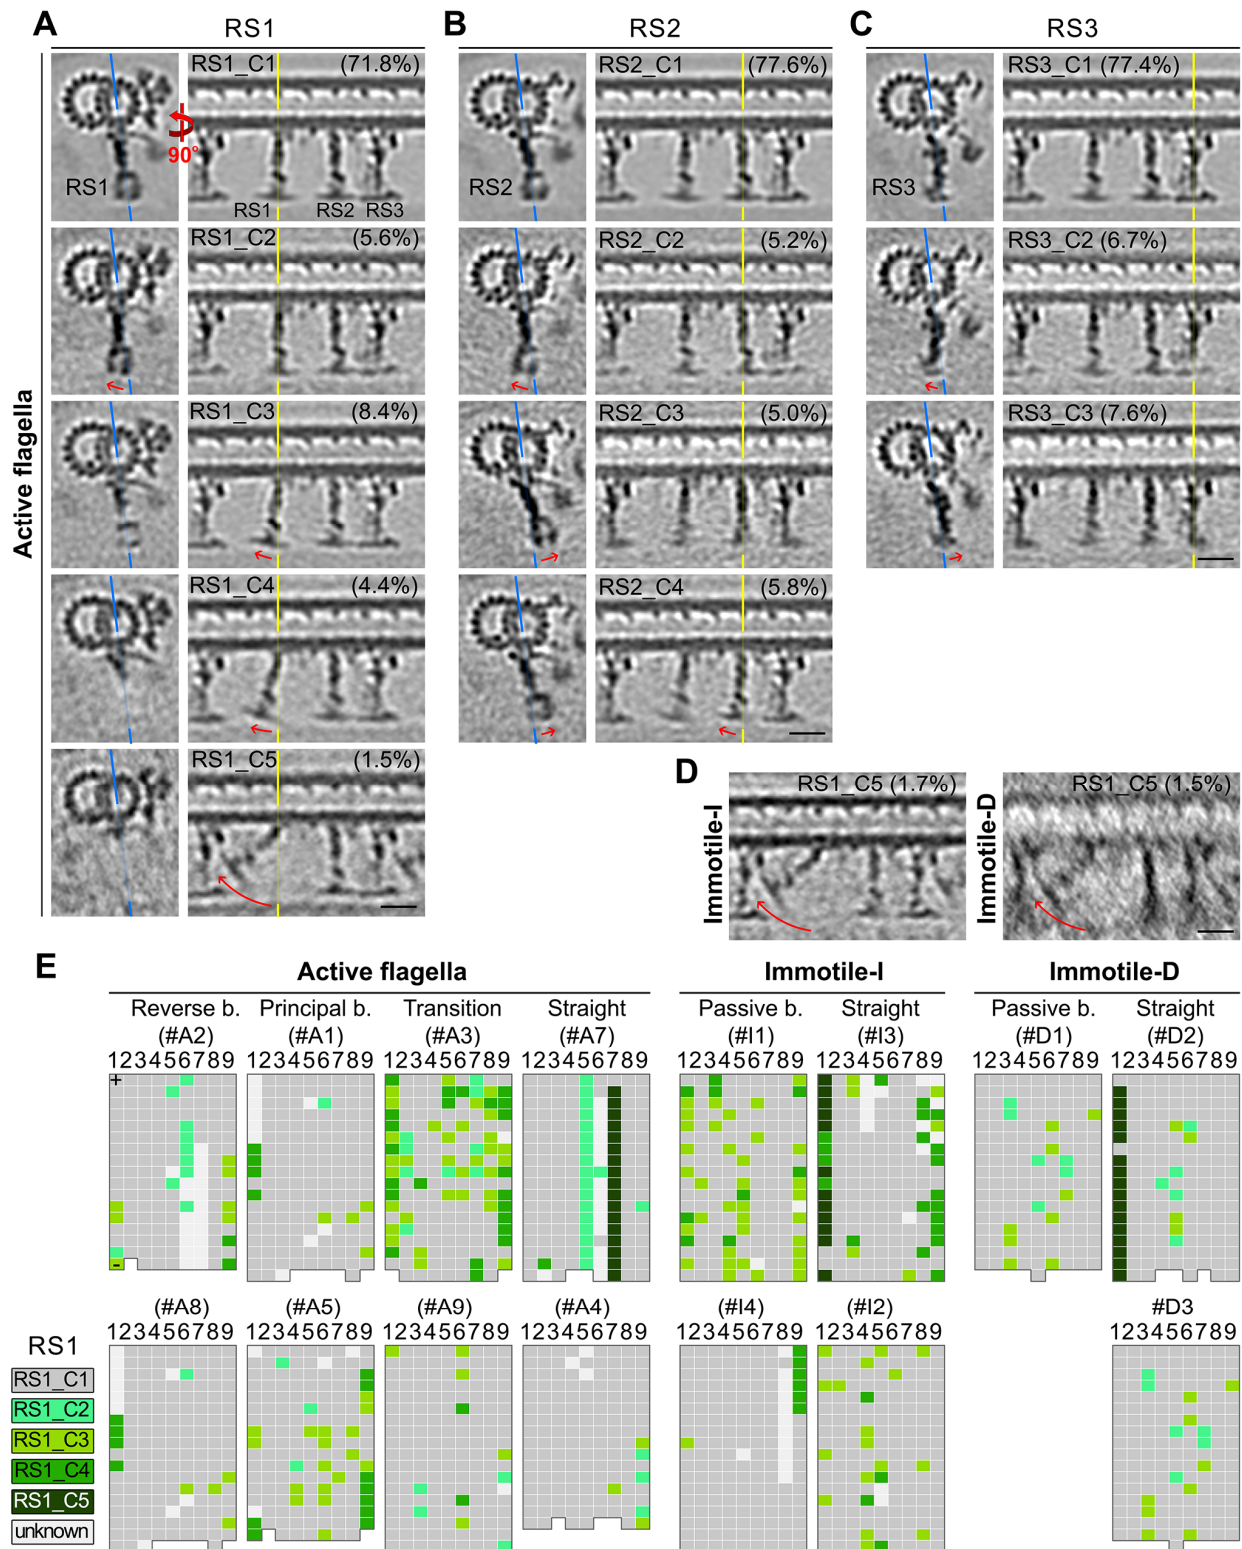 A RS1
B RS2
C RS3
Active flagella
RS1_C1 (71.8%)
90°
RS1
RS1 RS2 RS3
RS1_C2 (5.6%)
RS1_C3 (8.4%)
RS1_C4 (4.4%)
RS1_C5 (1.5%)
RS2_C1 (77.6%)
RS2
RS2_C2 (5.2%)
RS2_C3 (5.0%)
RS2_C4 (5.8%)
RS3_C1 (77.4%)
RS3
RS3_C2 (6.7%)
RS3_C3 (7.6%)
D
Immotile-I
RS1_C5 (1.7%)
Immotile-D
RS1_C5 (1.5%)
E
Active flagella Immotile-I Immotile-D
Reverse b. Principal b. Transition Straight Passive b. Straight Passive b. Straight
(#A2) (#A1) (#A3) (#A7) (#I1) (#I3) (#D1) (#D2)
123456789 123456789 123456789 123456789 123456789 123456789 123456789 123456789
+
-
(#A8) (#A5) (#A9) (#A4) (#I4) (#I2) #D3
123456789 123456789 123456789 123456789 123456789 123456789 123456789
RS1
RS1_C1
RS1_C2
RS1_C3
RS1_C4
RS1_C5
unknown